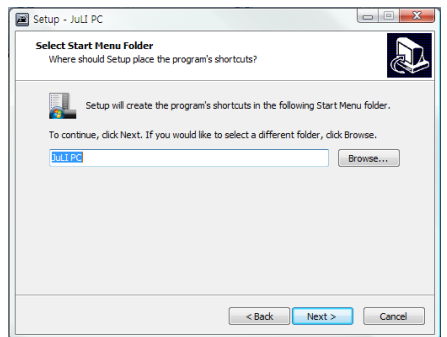 Setup - JuLI PC
Select Start Menu Folder
Where should Setup place the program's shortcuts?
Setup will create the program's shortcuts in the following Start Menu folder.
To continue, click Next. If you would like to select a different folder, click Browse.
JuLI PC
Browse...
< Back
Next >
Cancel